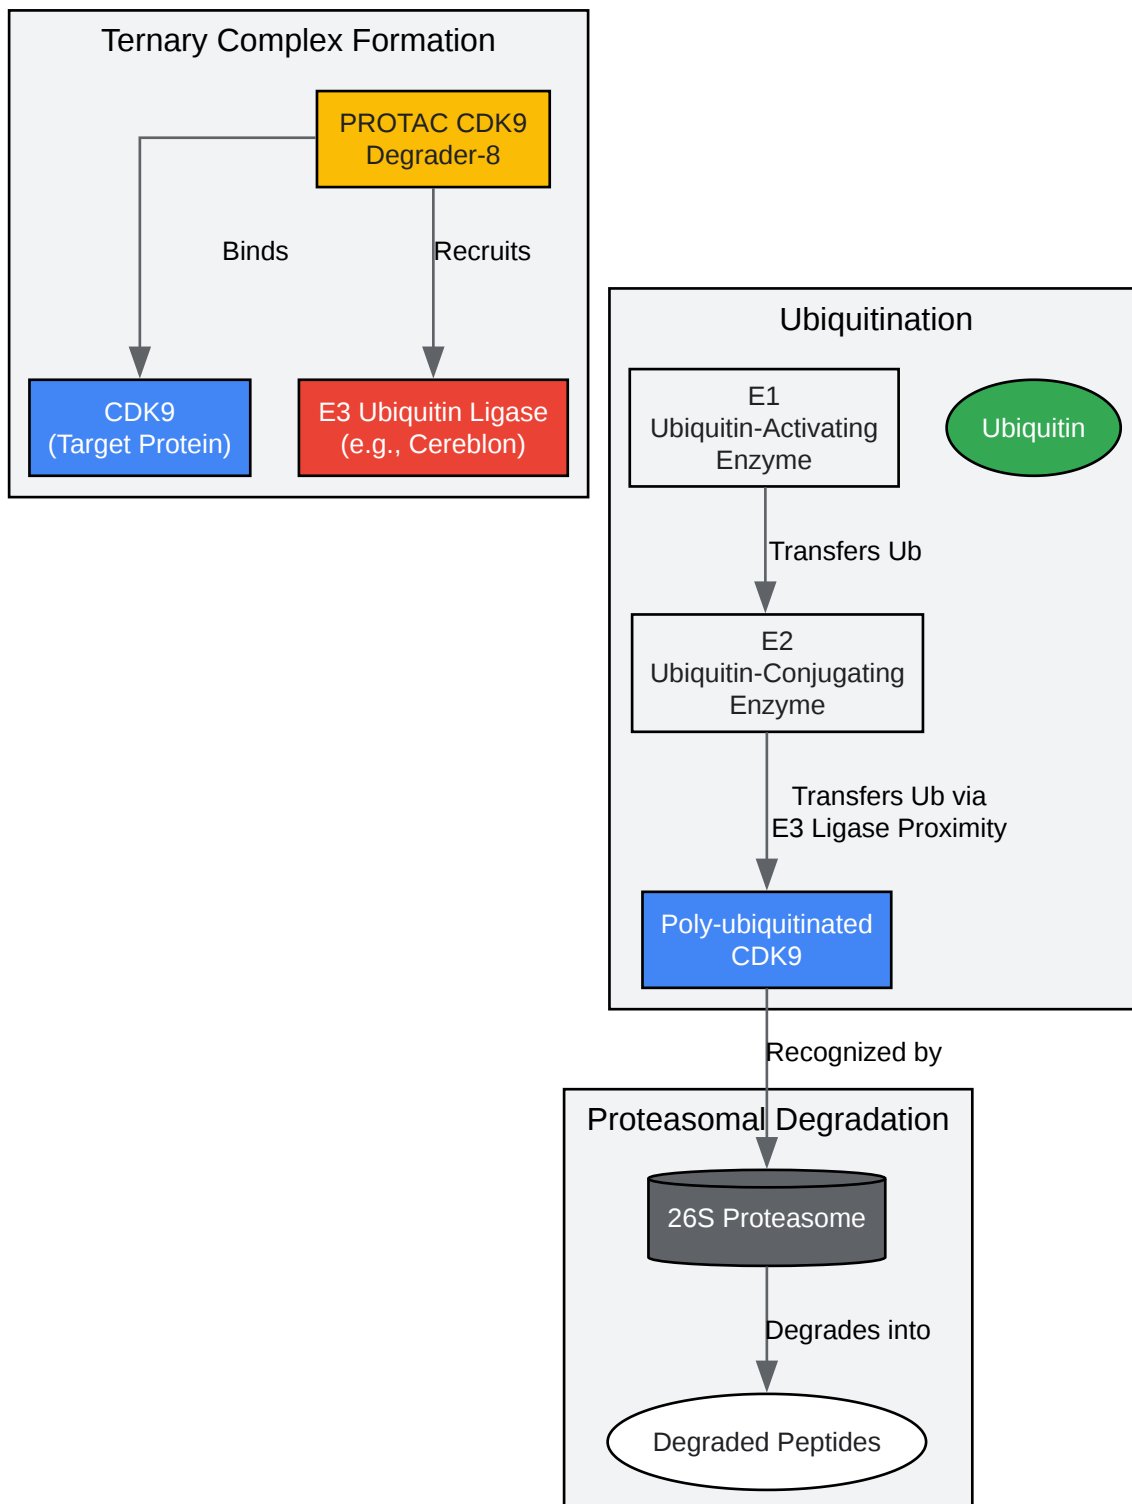 Ternary Complex Formation
PROTAC CDK9
Degrader-8
Binds
Recruits
CDK9
(Target Protein)
E3 Ubiquitin Ligase
(e.g., Cereblon)
Ubiquitination
E1
Ubiquitin-Activating
Enzyme
Ubiquitin
Transfers Ub
E2
Ubiquitin-Conjugating
Enzyme
Transfers Ub via
E3 Ligase Proximity
Poly-ubiquitinated
CDK9
Recognized by
Proteasomal Degradation
26S Proteasome
Degrades into
Degraded Peptides